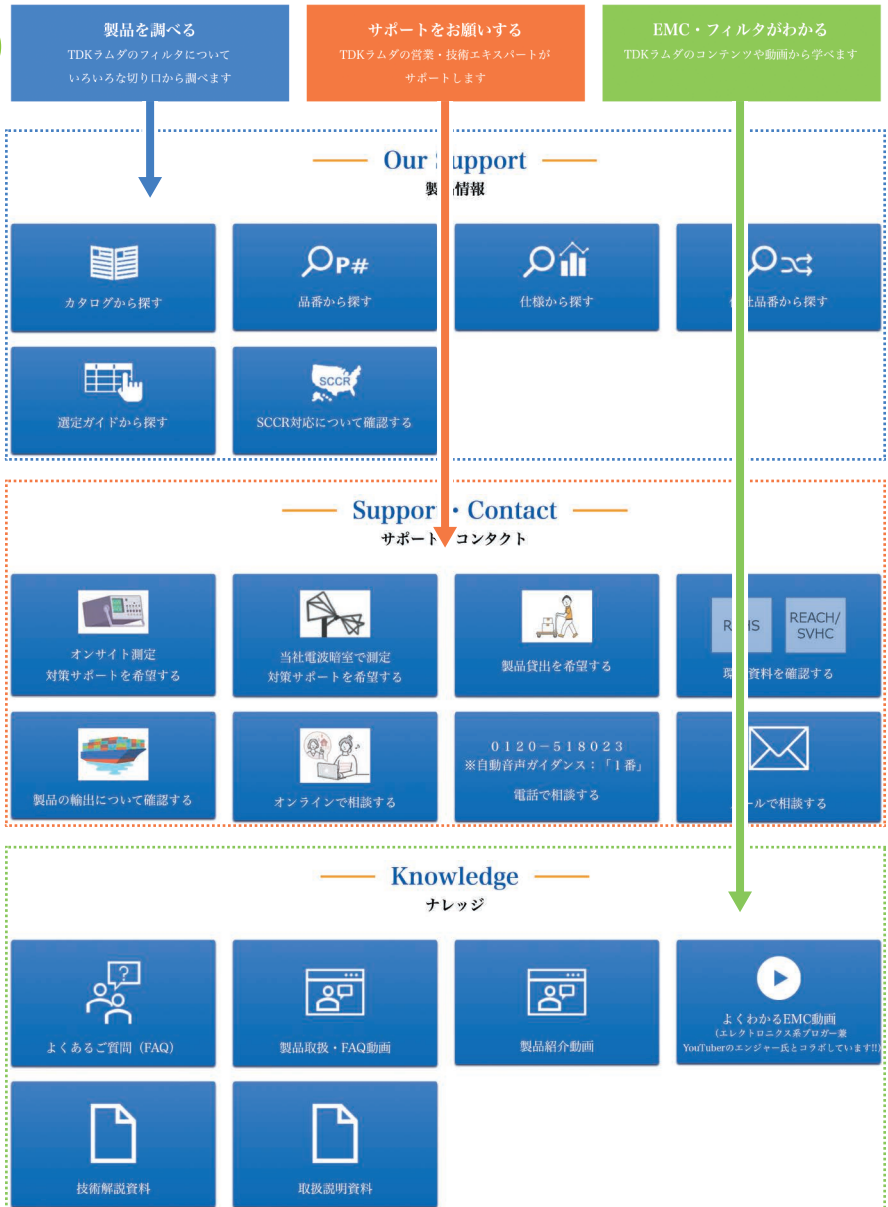 製品を調べる
TDKラムダのフィルタについて
いろいろな切り口から調べます
サポートをお願いする
TDKラムダの営業・技術エキスパートが
サポートします
EMC・フィルタがわかる
TDKラムダのコンテンツや動画から学べます
Our Support
製品情報
カタログから探す
P#
品番から探す
仕様から探す
社品番から探す
選定ガイドから探す
SCCR
SCCR対応について確認する
Support・Contact
サポート コンタクト
オンサイト測定
対策サポートを希望する
当社電波暗室で測定
対策サポートを希望する
製品貸出を希望する
REACH/
SVHC
資料を確認する
製品の輸出について確認する
オンラインで相談する
0120-518023
※自動音声ガイダンス:「1番」
電話で相談する
ールで相談する
Knowledge
ナレッジ
?
よくあるご質問(FAQ)
製品取扱・FAQ動画
製品紹介動画
よくわかるEMC動画
(エレクトロニクス系ブロガー兼
YouTuberのエンジャー氏とコラボしています!!)
技術解説資料
取扱説明資料